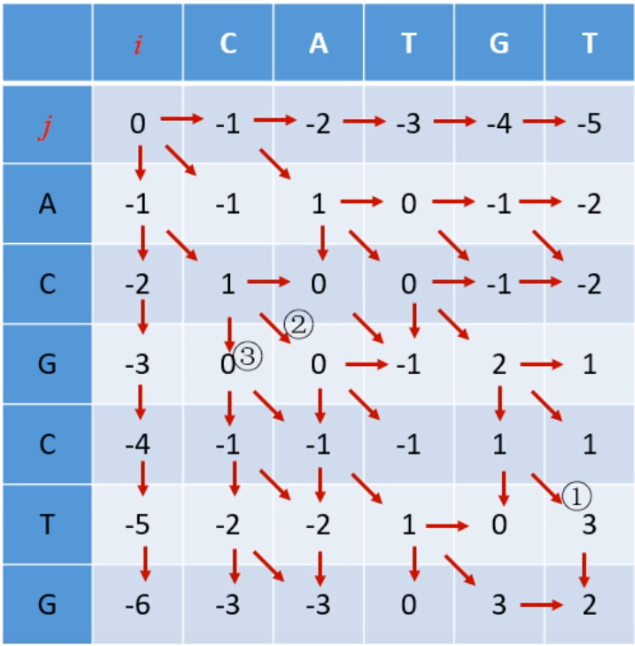 i C A T G T
j 0 -1 -2 -3 -4 -5
A -1 -1 1 0 -1 -2
C -2 1 0 0 -1 -2
②
G -3 0 ③ 0 -1 2 1
C -4 -1 -1 -1 1 1
①
T -5 -2 -2 1 0 3
G -6 -3 -3 0 3 2